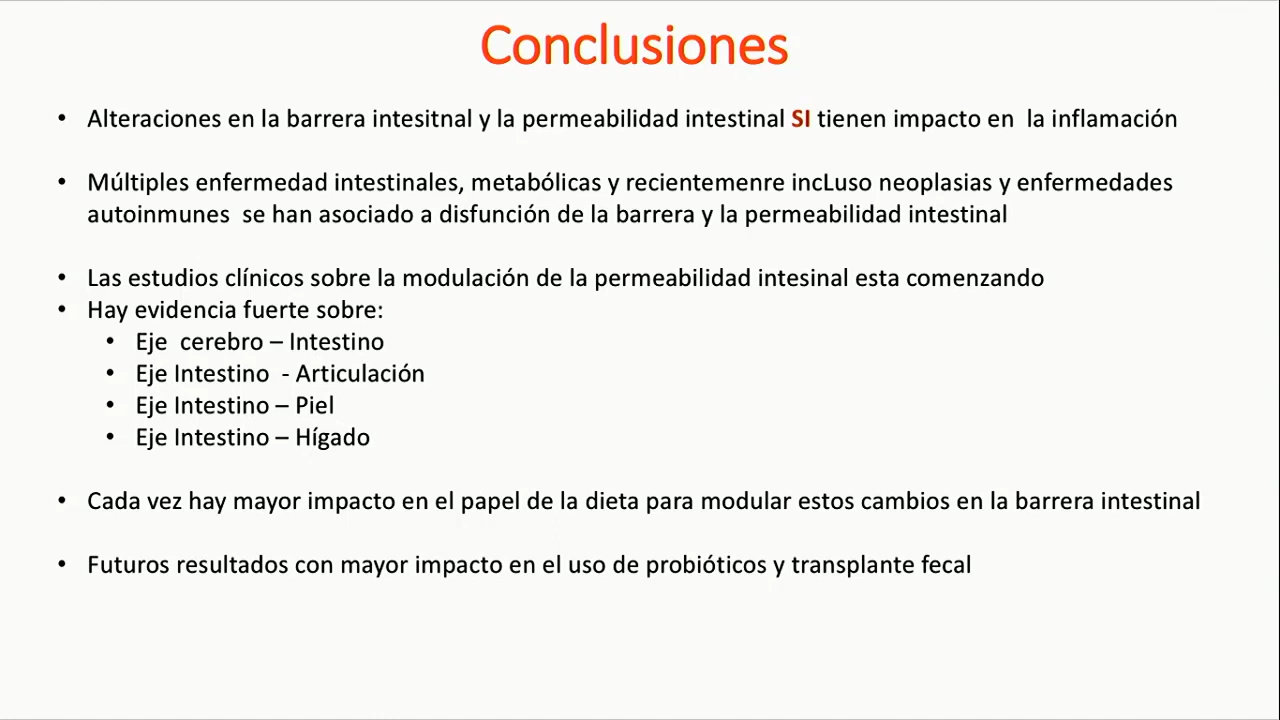 Conclusiones
• Alteraciones en la barrera intesitnal y la permeabilidad intestinal SI tienen impacto en  la inflamación
• Múltiples enfermedad intestinales, metabólicas y recientemenre incLuso neoplasias y enfermedades
autoinmunes  se han asociado a disfunción de la barrera y la permeabilidad intestinal
• Las estudios clínicos sobre la modulación de la permeabilidad intesinal esta comenzando
• Hay evidencia fuerte sobre:
• Eje  cerebro – Intestino
• Eje Intestino  - Articulación
• Eje Intestino – Piel
• Eje Intestino – Hígado
• Cada vez hay mayor impacto en el papel de la dieta para modular estos cambios en la barrera intestinal
• Futuros resultados con mayor impacto en el uso de probióticos y transplante fecal